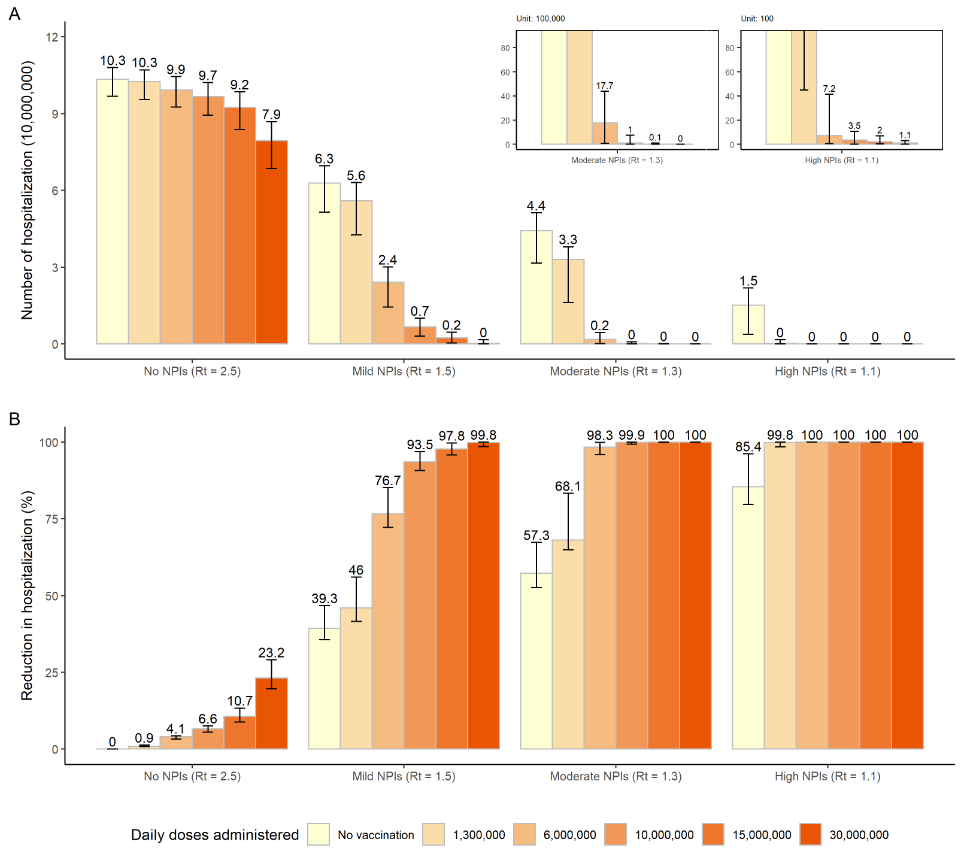 A
Number of hospitalization (10,000,000)
12
9
6
3
0
10.3 10.3 9.9 9.7 9.2 7.9
6.3 5.6 2.4 0.7 0.2 0
4.4 3.3 0.2 0 0 0
1.5 0 0 0 0 0
No NPIs (Rt = 2.5) Mild NPIs (Rt = 1.5) Moderate NPIs (Rt = 1.3) High NPIs (Rt = 1.1)
Unit: 100,000
80
60
40
20
0
17.7 1 0.1 0
Moderate NPIs (Rt = 1.3)
Unit: 100
80
60
40
20
0
7.2 3.5 2 1.1
High NPIs (Rt = 1.1)
B
Reduction in hospitalization (%)
100
75
50
25
0
0 0.9 4.1 6.6 10.7 23.2
39.3 46 76.7 93.5 97.8 99.8
57.3 68.1 98.3 99.9 100 100
85.4 99.8 100 100 100 100
No NPIs (Rt = 2.5) Mild NPIs (Rt = 1.5) Moderate NPIs (Rt = 1.3) High NPIs (Rt = 1.1)
Daily doses administered No vaccination 1,300,000 6,000,000 10,000,000 15,000,000 30,000,000